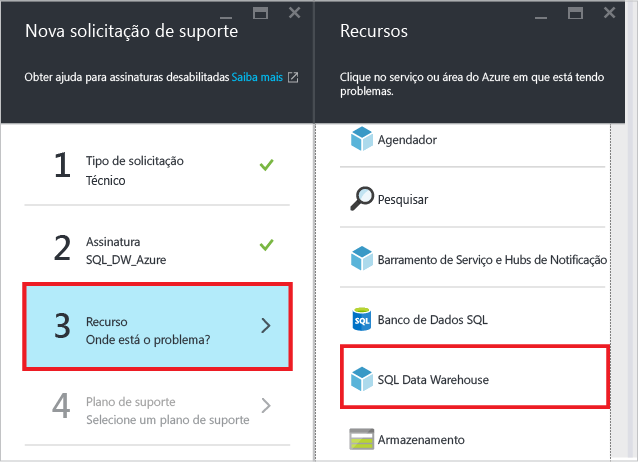 Nova solicitação de suporte
Obter ajuda para assinaturas desabilitadas Saiba mais
1
Tipo de solicitação
Técnico
2
Assinatura
SQL_DW_Azure
3
Recurso
Onde está o problema?
4
Plano de suporte
Selecione um plano de suporte
Recursos
Clique no serviço ou área do Azure em que está tendo
problemas.
Agendador
Pesquisar
Barramento de Serviço e Hubs de Notificação
SQL
Banco de Dados SQL
SQL Data Warehouse
Armazenamento